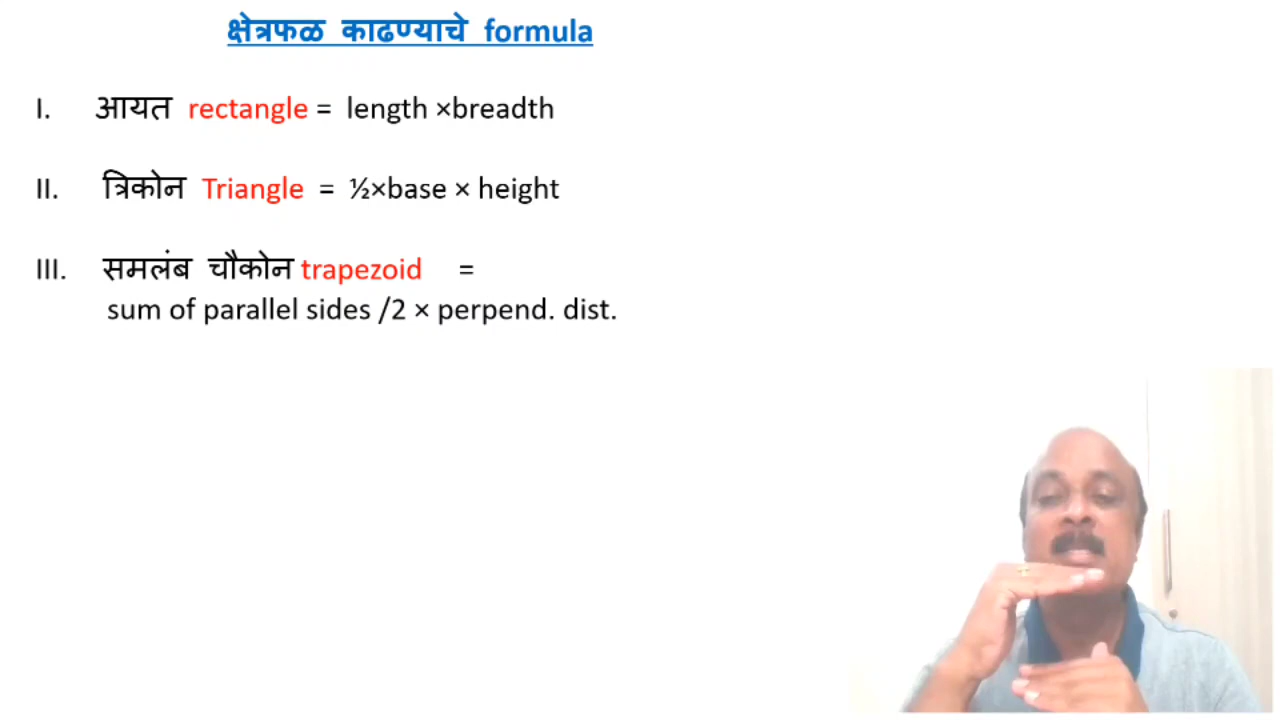 क्षेत्रफळ काढण्याचे formula
I. आयत rectangle = length ×breadth
II. त्रिकोन Triangle = ½×base × height
III. समलंब चौकोन trapezoid =
sum of parallel sides /2 × perpend. dist.